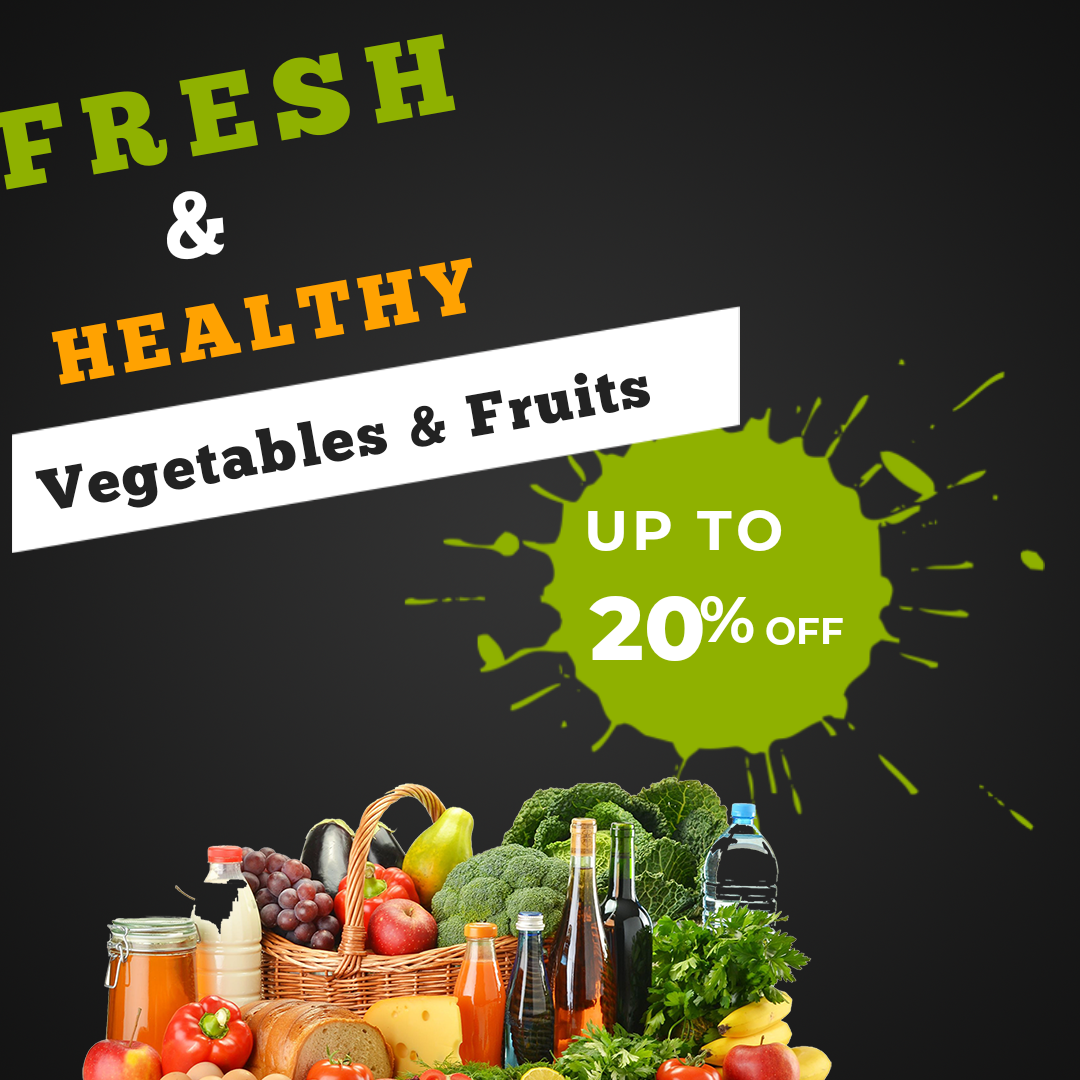 FRESH
&
HEALTHY
Vegetables & Fruits
UP TO
20% OFF